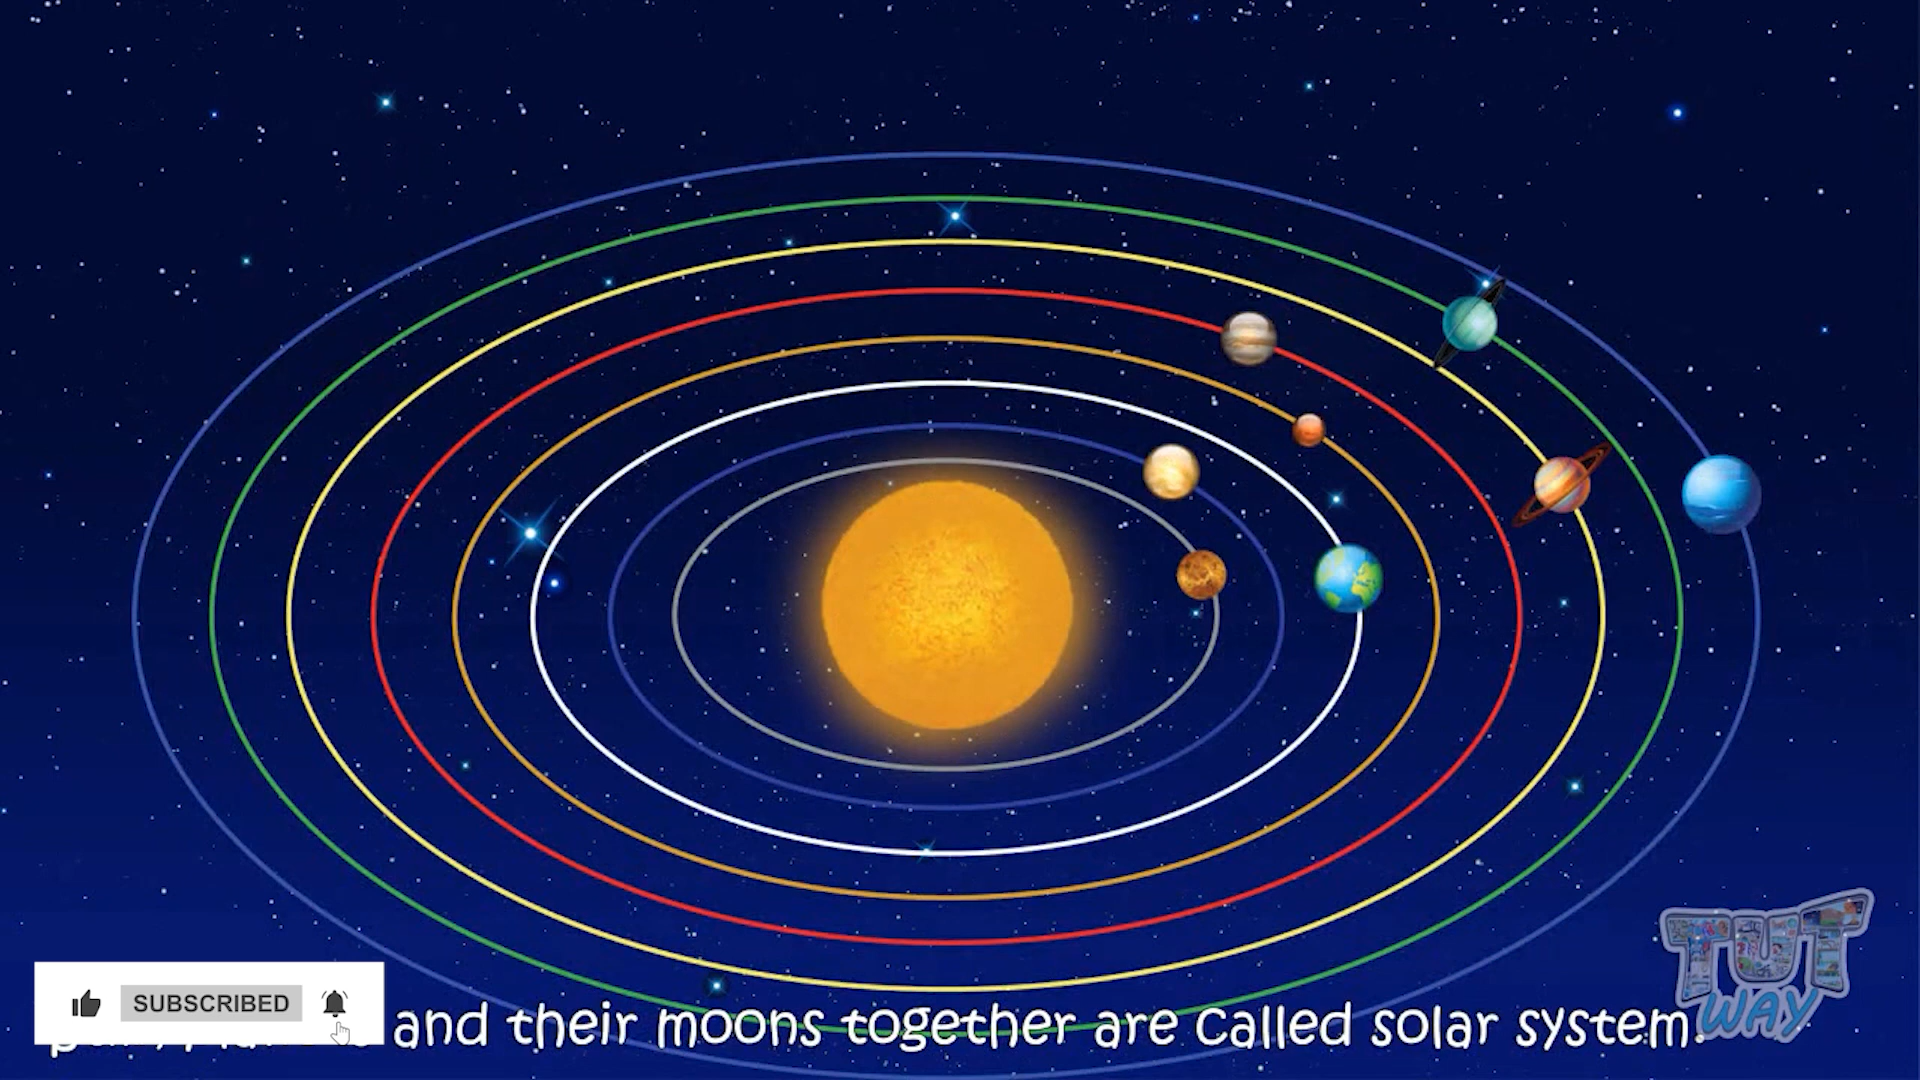 SUBSCRIBED
and their moons together are called solar system.
TUT
WAY